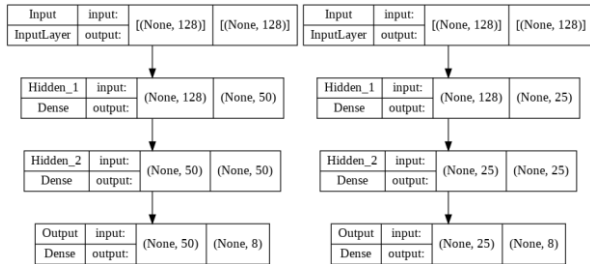 Input input: [(None, 128)] [(None, 128)]
InputLayer output:
Hidden_1 input: (None, 128) (None, 50)
Dense output:
Hidden_2 input: (None, 50) (None, 50)
Dense output:
Output input: (None, 50) (None, 8)
Dense output:
Input input: [(None, 128)] [(None, 128)]
InputLayer output:
Hidden_1 input: (None, 128) (None, 25)
Dense output:
Hidden_2 input: (None, 25) (None, 25)
Dense output:
Output input: (None, 25) (None, 8)
Dense output: